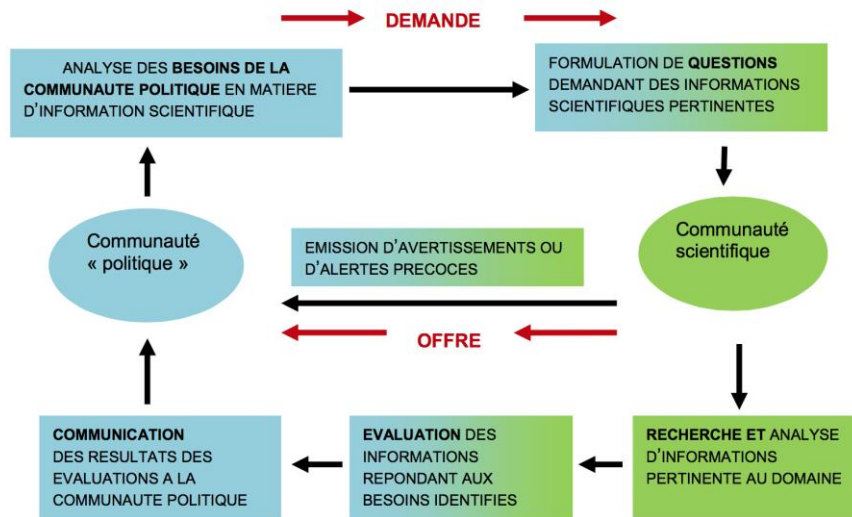 DEMANDE
ANALYSE DES BESOINS DE LA
COMMUNAUTE POLITIQUE EN MATIERE
D'INFORMATION SCIENTIFIQUE
FORMULATION DE QUESTIONS
DEMANDANT DES INFORMATIONS
SCIENTIFIQUES PERTINENTES
Communauté
« politique »
EMISSION D'AVERTISSEMENTS OU
D'ALERTES PRECOCES
Communauté
scientifique
OFFRE
COMMUNICATION
DES RESULTATS DES
EVALUATIONS A LA
COMMUNAUTE POLITIQUE
EVALUATION DES
INFORMATIONS
REPONDANT AUX
BESOINS IDENTIFIES
RECHERCHE ET ANALYSE
D'INFORMATIONS
PERTINENTE AU DOMAINE